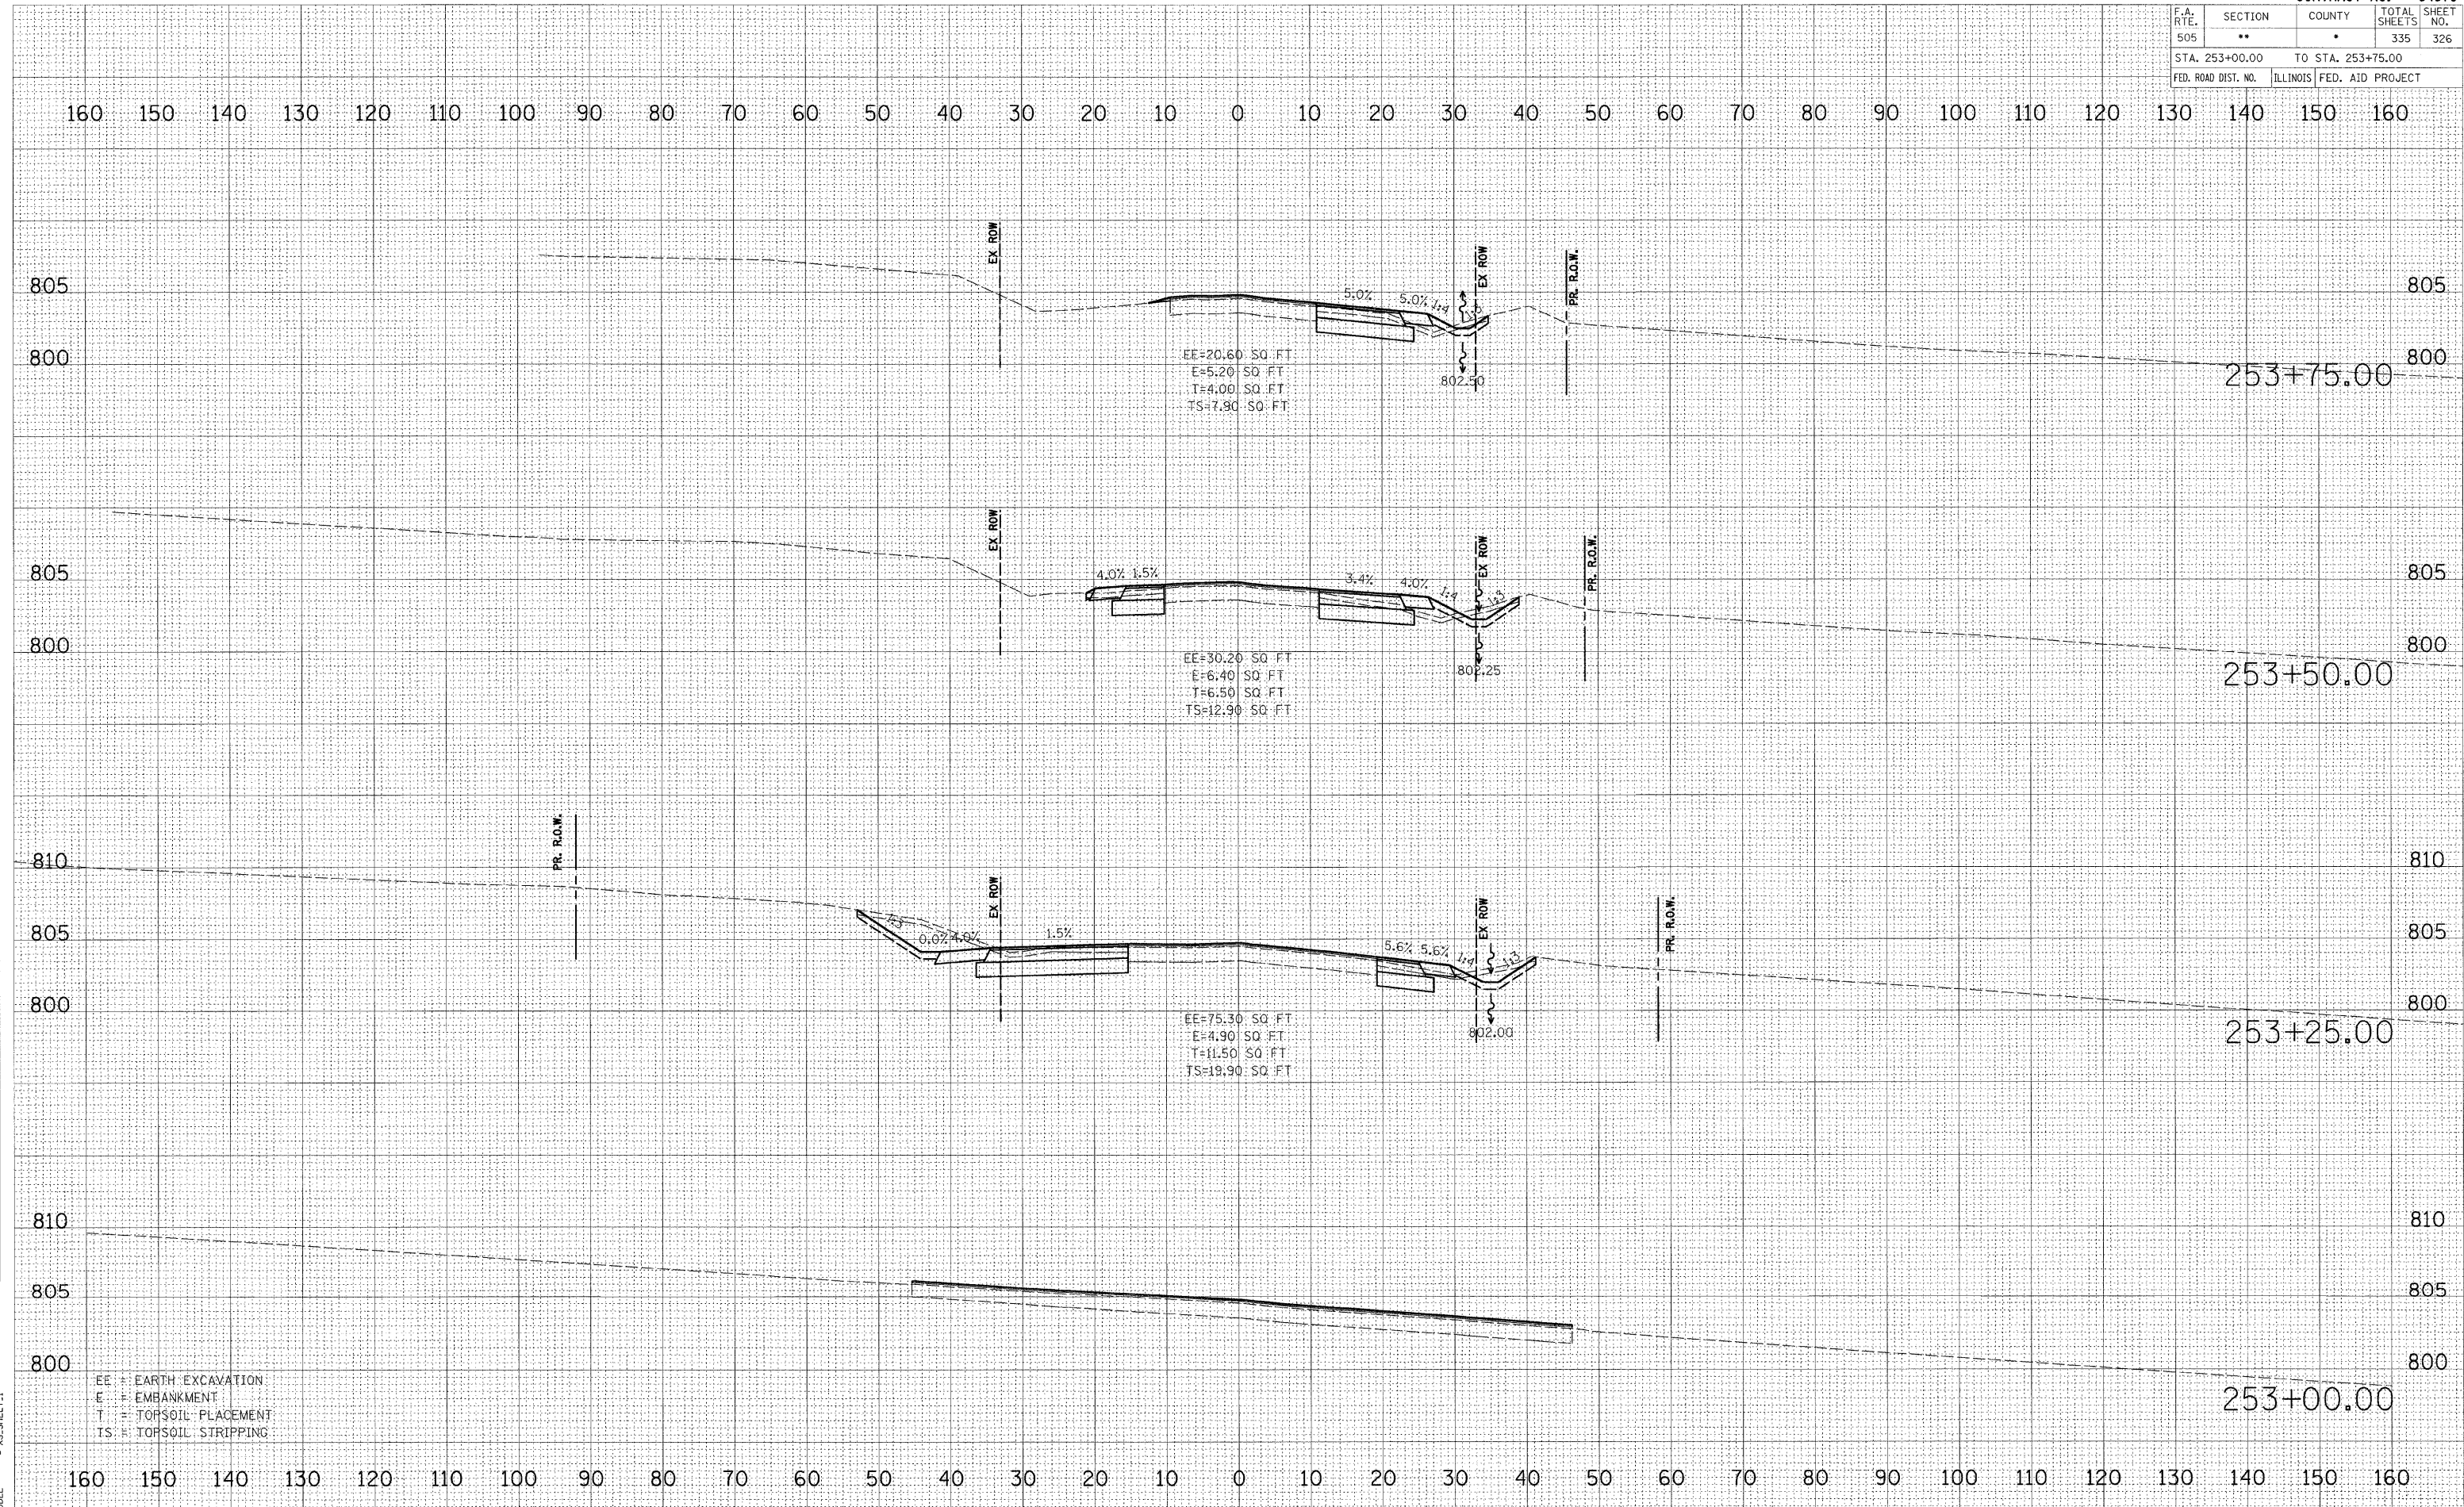 F.A. RTE. SECTION COUNTY TOTAL SHEETS SHEET NO.
505 ** * 335 326
STA. 253+00.00 TO STA. 253+75.00
FED. ROAD DIST. NO. ILLINOIS FED. AID PROJECT
160 150 140 130 120 110 100 90 80 70 60 50 40 30 20 10 0 10 20 30 40 50 60 70 80 90 100 110 120 130 140 150 160
EX ROW
EX ROW
PR. R.O.W.
805 805
5.0% 5.0% 1:4 1:3
800 800
EE=20.60 SQ FT
E=5.20 SQ FT
T=4.00 SQ FT
TS=7.90 SQ FT
802.50
253+75.00
EX ROW
EX ROW
PR. R.O.W.
805 805
4.0% 1.5% 3.4% 4.0% 1:4 1:3
800 800
EE=30.20 SQ FT
E=6.40 SQ FT
T=6.50 SQ FT
TS=12.90 SQ FT
802.25
253+50.00
PR. R.O.W.
810 810
EX ROW
EX ROW
PR. R.O.W.
805 805
1:3 0.0% 4.0% 1.5% 5.6% 5.6% 1:4 1:3
800 800
EE=75.30 SQ FT
E=4.90 SQ FT
T=11.50 SQ FT
TS=19.90 SQ FT
802.00
253+25.00
810 810
805 805
800 800
253+00.00
EE = EARTH EXCAVATION
E = EMBANKMENT
T = TOPSOIL PLACEMENT
TS = TOPSOIL STRIPPING
160 150 140 130 120 110 100 90 80 70 60 50 40 30 20 10 0 10 20 30 40 50 60 70 80 90 100 110 120 130 140 150 160